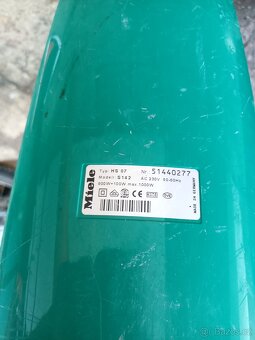 Miele
Typ: HS 07 Nr. 51440277
Modell: S142 AC 230V 50-60Hz
800W+100W max.1000W
MADE IN GERMANY